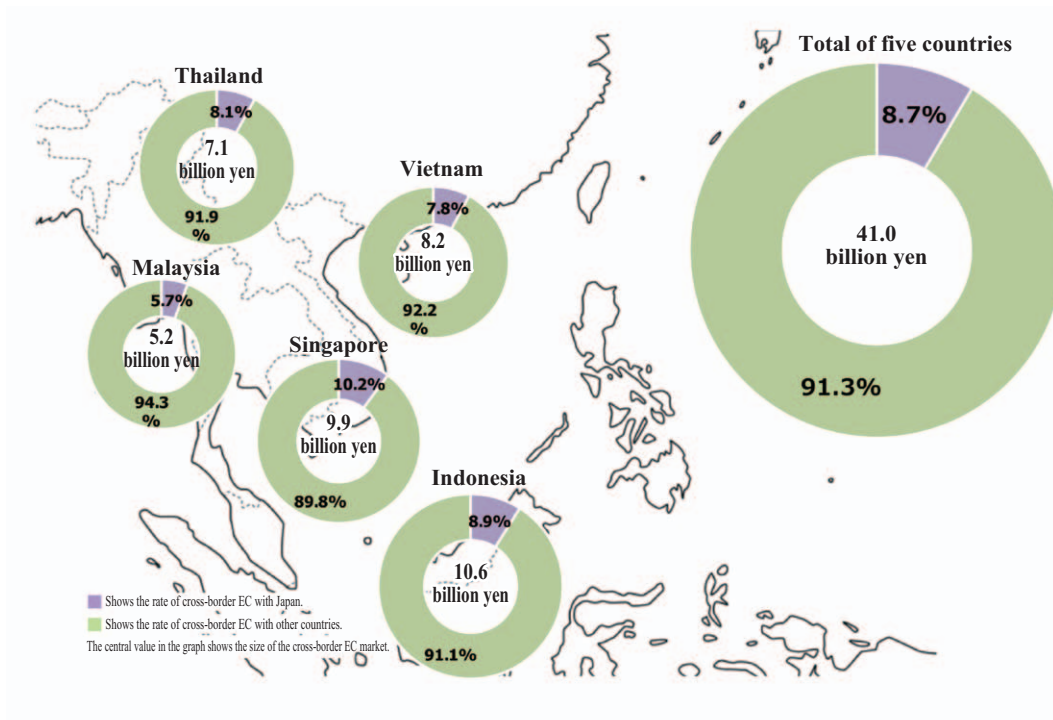 Total of five countries
8.7%
41.0
billion yen
91.3%
Thailand
8.1%
7.1
billion yen
91.9
%
Vietnam
7.8%
8.2
billion yen
92.2
%
Malaysia
5.7%
5.2
billion yen
94.3
%
Singapore
10.2%
9.9
billion yen
89.8%
Indonesia
8.9%
10.6
billion yen
91.1%
Shows the rate of cross-border EC with Japan.
Shows the rate of cross-border EC with other countries.
The central value in the graph shows the size of the cross-border EC market.